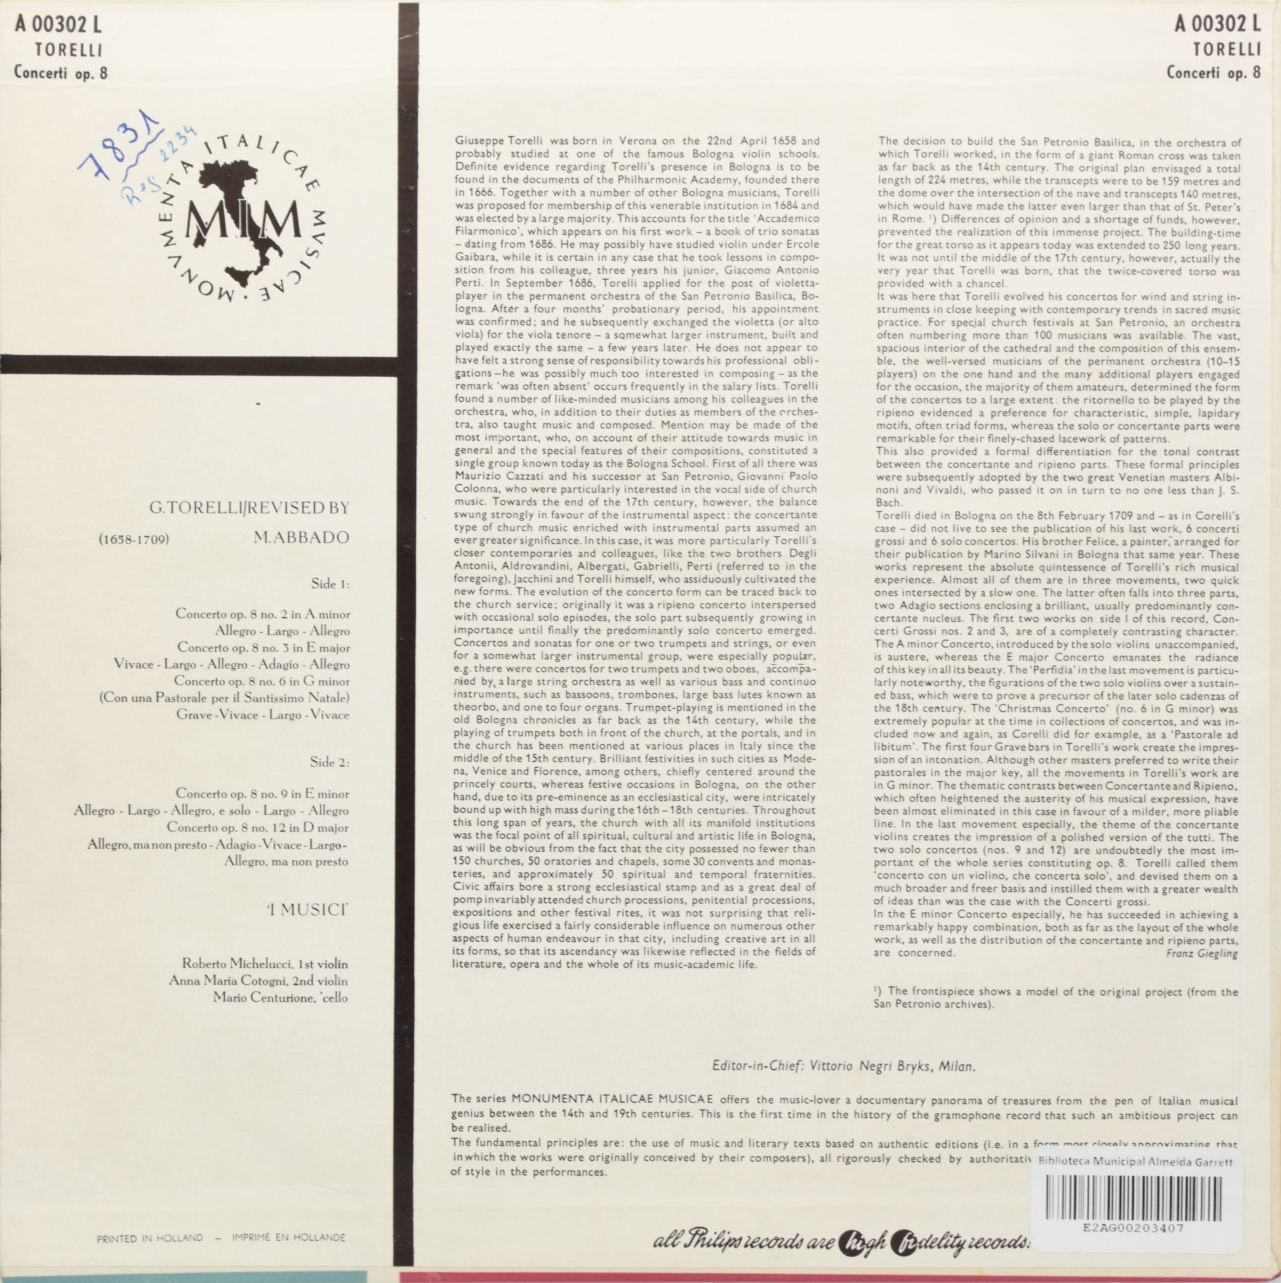 A 00302 L
TORELLI
Concerti op. 8
A 00302 L
TORELLI
Concerti op. 8
7831
2234
MONVMENTA ITALICAE MVSICAE
MIM
G.TORELLI/REVISED BY
(1658-1709) M.ABBADO
Side 1:
Concerto op. 8 no. 2 in A minor
Allegro - Largo - Allegro
Concerto op. 8 no. 3 in E major
Vivace - Largo - Allegro - Adagio - Allegro
Concerto op. 8 no. 6 in G minor
(Con una Pastorale per il Santissimo Natale)
Grave - Vivace - Largo - Vivace
Side 2:
Concerto op. 8 no. 9 in E minor
Allegro - Largo - Allegro, e solo - Largo - Allegro
Concerto op. 8 no. 12 in D major
Allegro, ma non presto - Adagio - Vivace - Largo-
Allegro, ma non presto
'I MUSICI'
Roberto Michelucci, 1st violin
Anna Maria Cotogni, 2nd violin
Mario Centurione, 'cello
PRINTED IN HOLLAND – IMPRIMÉ EN HOLLANDE
Giuseppe Torelli was born in Verona on the 22nd April 1658 and
probably studied at one of the famous Bologna violin schools.
Definite evidence regarding Torelli's presence in Bologna is to be
found in the documents of the Philharmonic Academy, founded there
in 1666. Together with a number of other Bologna musicians, Torelli
was proposed for membership of this venerable institution in 1684 and
was elected by a large majority. This accounts for the title 'Accademico
Filarmonico', which appears on his first work – a book of trio sonatas
– dating from 1686. He may possibly have studied violin under Ercole
Gaibara, while it is certain in any case that he took lessons in compo-
sition from his colleague, three years his junior, Giacomo Antonio
Perti. In September 1686, Torelli applied for the post of violetta-
player in the permanent orchestra of the San Petronio Basilica, Bo-
logna. After a four months' probationary period, his appointment
was confirmed; and he subsequently exchanged the violetta (or alto
viola) for the viola tenore – a somewhat larger instrument, built and
played exactly the same – a few years later. He does not appear to
have felt a strong sense of responsibility towards his professional obli-
gations – he was possibly much too interested in composing – as the
remark 'was often absent' occurs frequently in the salary lists. Torelli
found a number of like-minded musicians among his colleagues in the
orchestra, who, in addition to their duties as members of the orches-
tra, also taught music and composed. Mention may be made of the
most important, who, on account of their attitude towards music in
general and the special features of their compositions, constituted a
single group known today as the Bologna School. First of all there was
Maurizio Cazzati and his successor at San Petronio, Giovanni Paolo
Colonna, who were particularly interested in the vocal side of church
music. Towards the end of the 17th century, however, the balance
swung strongly in favour of the instrumental aspect: the concertante
type of church music enriched with instrumental parts assumed an
ever greater significance. In this case, it was more particularly Torelli's
closer contemporaries and colleagues, like the two brothers Degli
Antonii, Aldrovandini, Albergati, Gabrielli, Perti (referred to in the
foregoing), Jacchini and Torelli himself, who assiduously cultivated the
new forms. The evolution of the concerto form can be traced back to
the church service; originally it was a ripieno concerto interspersed
with occasional solo episodes, the solo part subsequently growing in
importance until finally the predominantly solo concerto emerged.
Concertos and sonatas for one or two trumpets and strings, or even
for a somewhat larger instrumental group, were especially popular,
e.g. there were concertos for two trumpets and two oboes, accompa-
nied by a large string orchestra as well as various bass and continuo
instruments, such as bassoons, trombones, large bass lutes known as
theorbo, and one to four organs. Trumpet-playing is mentioned in the
old Bologna chronicles as far back as the 14th century, while the
playing of trumpets both in front of the church, at the portals, and in
the church has been mentioned at various places in Italy since the
middle of the 15th century. Brilliant festivities in such cities as Mode-
na, Venice and Florence, among others, chiefly centered around the
princely courts, whereas festive occasions in Bologna, on the other
hand, due to its pre-eminence as an ecclesiastical city, were intricately
bound up with high mass during the 16th – 18th centuries. Throughout
this long span of years, the church with all its manifold institutions
was the focal point of all spiritual, cultural and artistic life in Bologna,
as will be obvious from the fact that the city possessed no fewer than
150 churches, 50 oratories and chapels, some 30 convents and monas-
teries, and approximately 50 spiritual and temporal fraternities.
Civic affairs bore a strong ecclesiastical stamp and as a great deal of
pomp invariably attended church processions, penitential processions,
expositions and other festival rites, it was not surprising that reli-
gious life exercised a fairly considerable influence on numerous other
aspects of human endeavour in that city, including creative art in all
its forms, so that its ascendancy was likewise reflected in the fields of
literature, opera and the whole of its music-academic life.
The decision to build the San Petronio Basilica, in the orchestra of
which Torelli worked, in the form of a giant Roman cross was taken
as far back as the 14th century. The original plan envisaged a total
length of 224 metres, while the transcepts were to be 159 metres and
the dome over the intersection of the nave and transcepts 140 metres,
which would have made the latter even larger than that of St. Peter's
in Rome. ¹) Differences of opinion and a shortage of funds, however,
prevented the realization of this immense project. The building-time
for the great torso as it appears today was extended to 250 long years.
It was not until the middle of the 17th century, however, actually the
very year that Torelli was born, that the twice-covered torso was
provided with a chancel.
It was here that Torelli evolved his concertos for wind and string in-
struments in close keeping with contemporary trends in sacred music
practice. For special church festivals at San Petronio, an orchestra
often numbering more than 100 musicians was available. The vast,
spacious interior of the cathedral and the composition of this ensem-
ble, the well-versed musicians of the permanent orchestra (10–15
players) on the one hand and the many additional players engaged
for the occasion, the majority of them amateurs, determined the form
of the concertos to a large extent: the ritornello to be played by the
ripieno evidenced a preference for characteristic, simple, lapidary
motifs, often triad forms, whereas the solo or concertante parts were
remarkable for their finely-chased lacework of patterns.
This also provided a formal differentiation for the tonal contrast
between the concertante and ripieno parts. These formal principles
were subsequently adopted by the two great Venetian masters Albi-
noni and Vivaldi, who passed it on in turn to no one less than J. S.
Bach.
Torelli died in Bologna on the 8th February 1709 and – as in Corelli's
case – did not live to see the publication of his last work, 6 concerti
grossi and 6 solo concertos. His brother Felice, a painter, arranged for
their publication by Marino Silvani in Bologna that same year. These
works represent the absolute quintessence of Torelli's rich musical
experience. Almost all of them are in three movements, two quick
ones intersected by a slow one. The latter often falls into three parts,
two Adagio sections enclosing a brilliant, usually predominantly con-
certante nucleus. The first two works on side 1 of this record, Con-
certi Grossi nos. 2 and 3, are of a completely contrasting character.
The A minor Concerto, introduced by the solo violins unaccompanied,
is austere, whereas the E major Concerto emanates the radiance
of this key in all its beauty. The 'Perfidia' in the last movement is particu-
larly noteworthy, the figurations of the two solo violins over a sustain-
ed bass, which were to prove a precursor of the later solo cadenzas of
the 18th century. The 'Christmas Concerto' (no. 6 in G minor) was
extremely popular at the time in collections of concertos, and was in-
cluded now and again, as Corelli did for example, as a 'Pastorale ad
libitum'. The first four Grave bars in Torelli's work create the impres-
sion of an intonation. Although other masters preferred to write their
pastorales in the major key, all the movements in Torelli's work are
in G minor. The thematic contrasts between Concertante and Ripieno,
which often heightened the austerity of his musical expression, have
been almost eliminated in this case in favour of a milder, more pliable
line. In the last movement especially, the theme of the concertante
violins creates the impression of a polished version of the tutti. The
two solo concertos (nos. 9 and 12) are undoubtedly the most im-
portant of the whole series constituting op. 8. Torelli called them
'concerto con un violino, che concerta solo', and devised them on a
much broader and freer basis and instilled them with a greater wealth
of ideas than was the case with the Concerti grossi.
In the E minor Concerto especially, he has succeeded in achieving a
remarkably happy combination, both as far as the layout of the whole
work, as well as the distribution of the concertante and ripieno parts,
are concerned. Franz Giegling
¹) The frontispiece shows a model of the original project (from the
San Petronio archives).
Editor-in-Chief: Vittorio Negri Bryks, Milan.
The series MONUMENTA ITALICAE MUSICAE offers the music-lover a documentary panorama of treasures from the pen of Italian musical
genius between the 14th and 19th centuries. This is the first time in the history of the gramophone record that such an ambitious project can
be realised.
The fundamental principles are: the use of music and literary texts based on authentic editions (i.e. in a form most closely approximating that
in which the works were originally conceived by their composers), all rigorously checked by authoritativ
of style in the performances.
Biblioteca Municipal Almeida Garrett
E2AG00203407
all Philips records are high fidelity records.